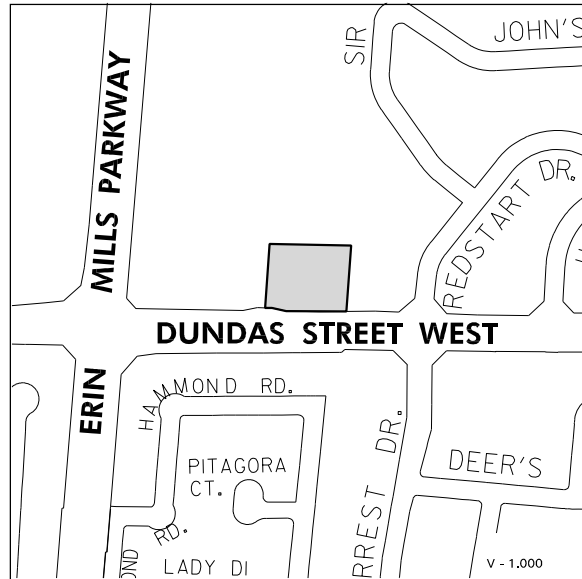 SIR
JOHN'S
MILLS PARKWAY
REDSTART DR.
DUNDAS STREET WEST
ERIN
HAMMOND RD.
PITAGORA
CT.
RREST DR.
DEER'S
OND
RD.
LADY DI
V - 1.000